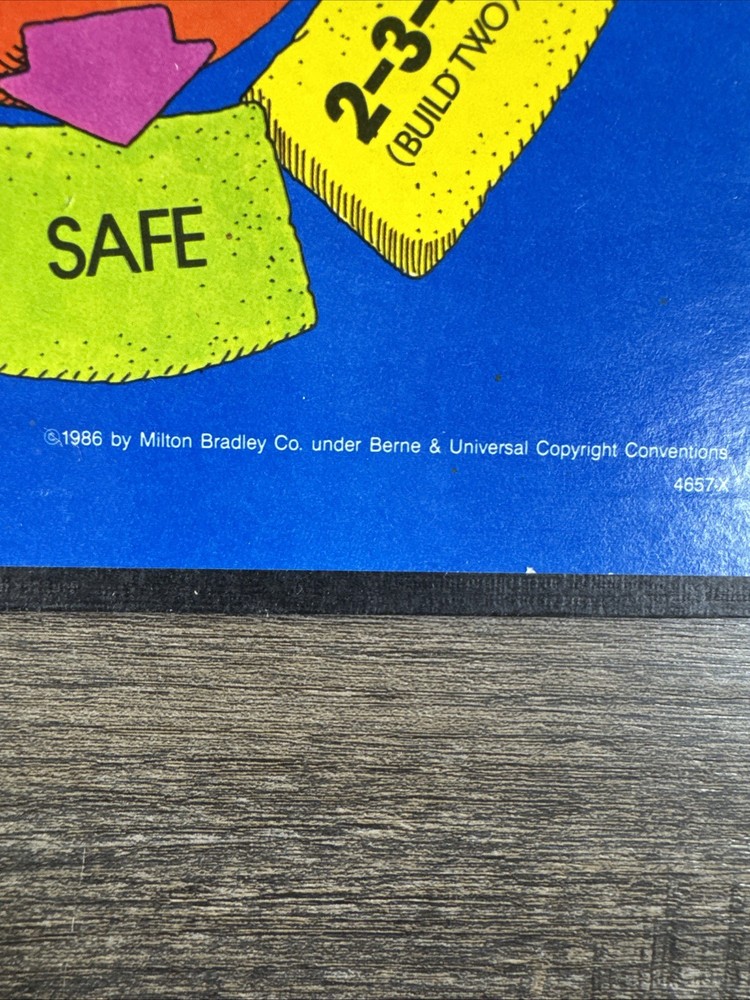 2-3-
(BUILD TWO)
SAFE
©1986 by Milton Bradley Co. under Berne & Universal Copyright Conventions
4657-X